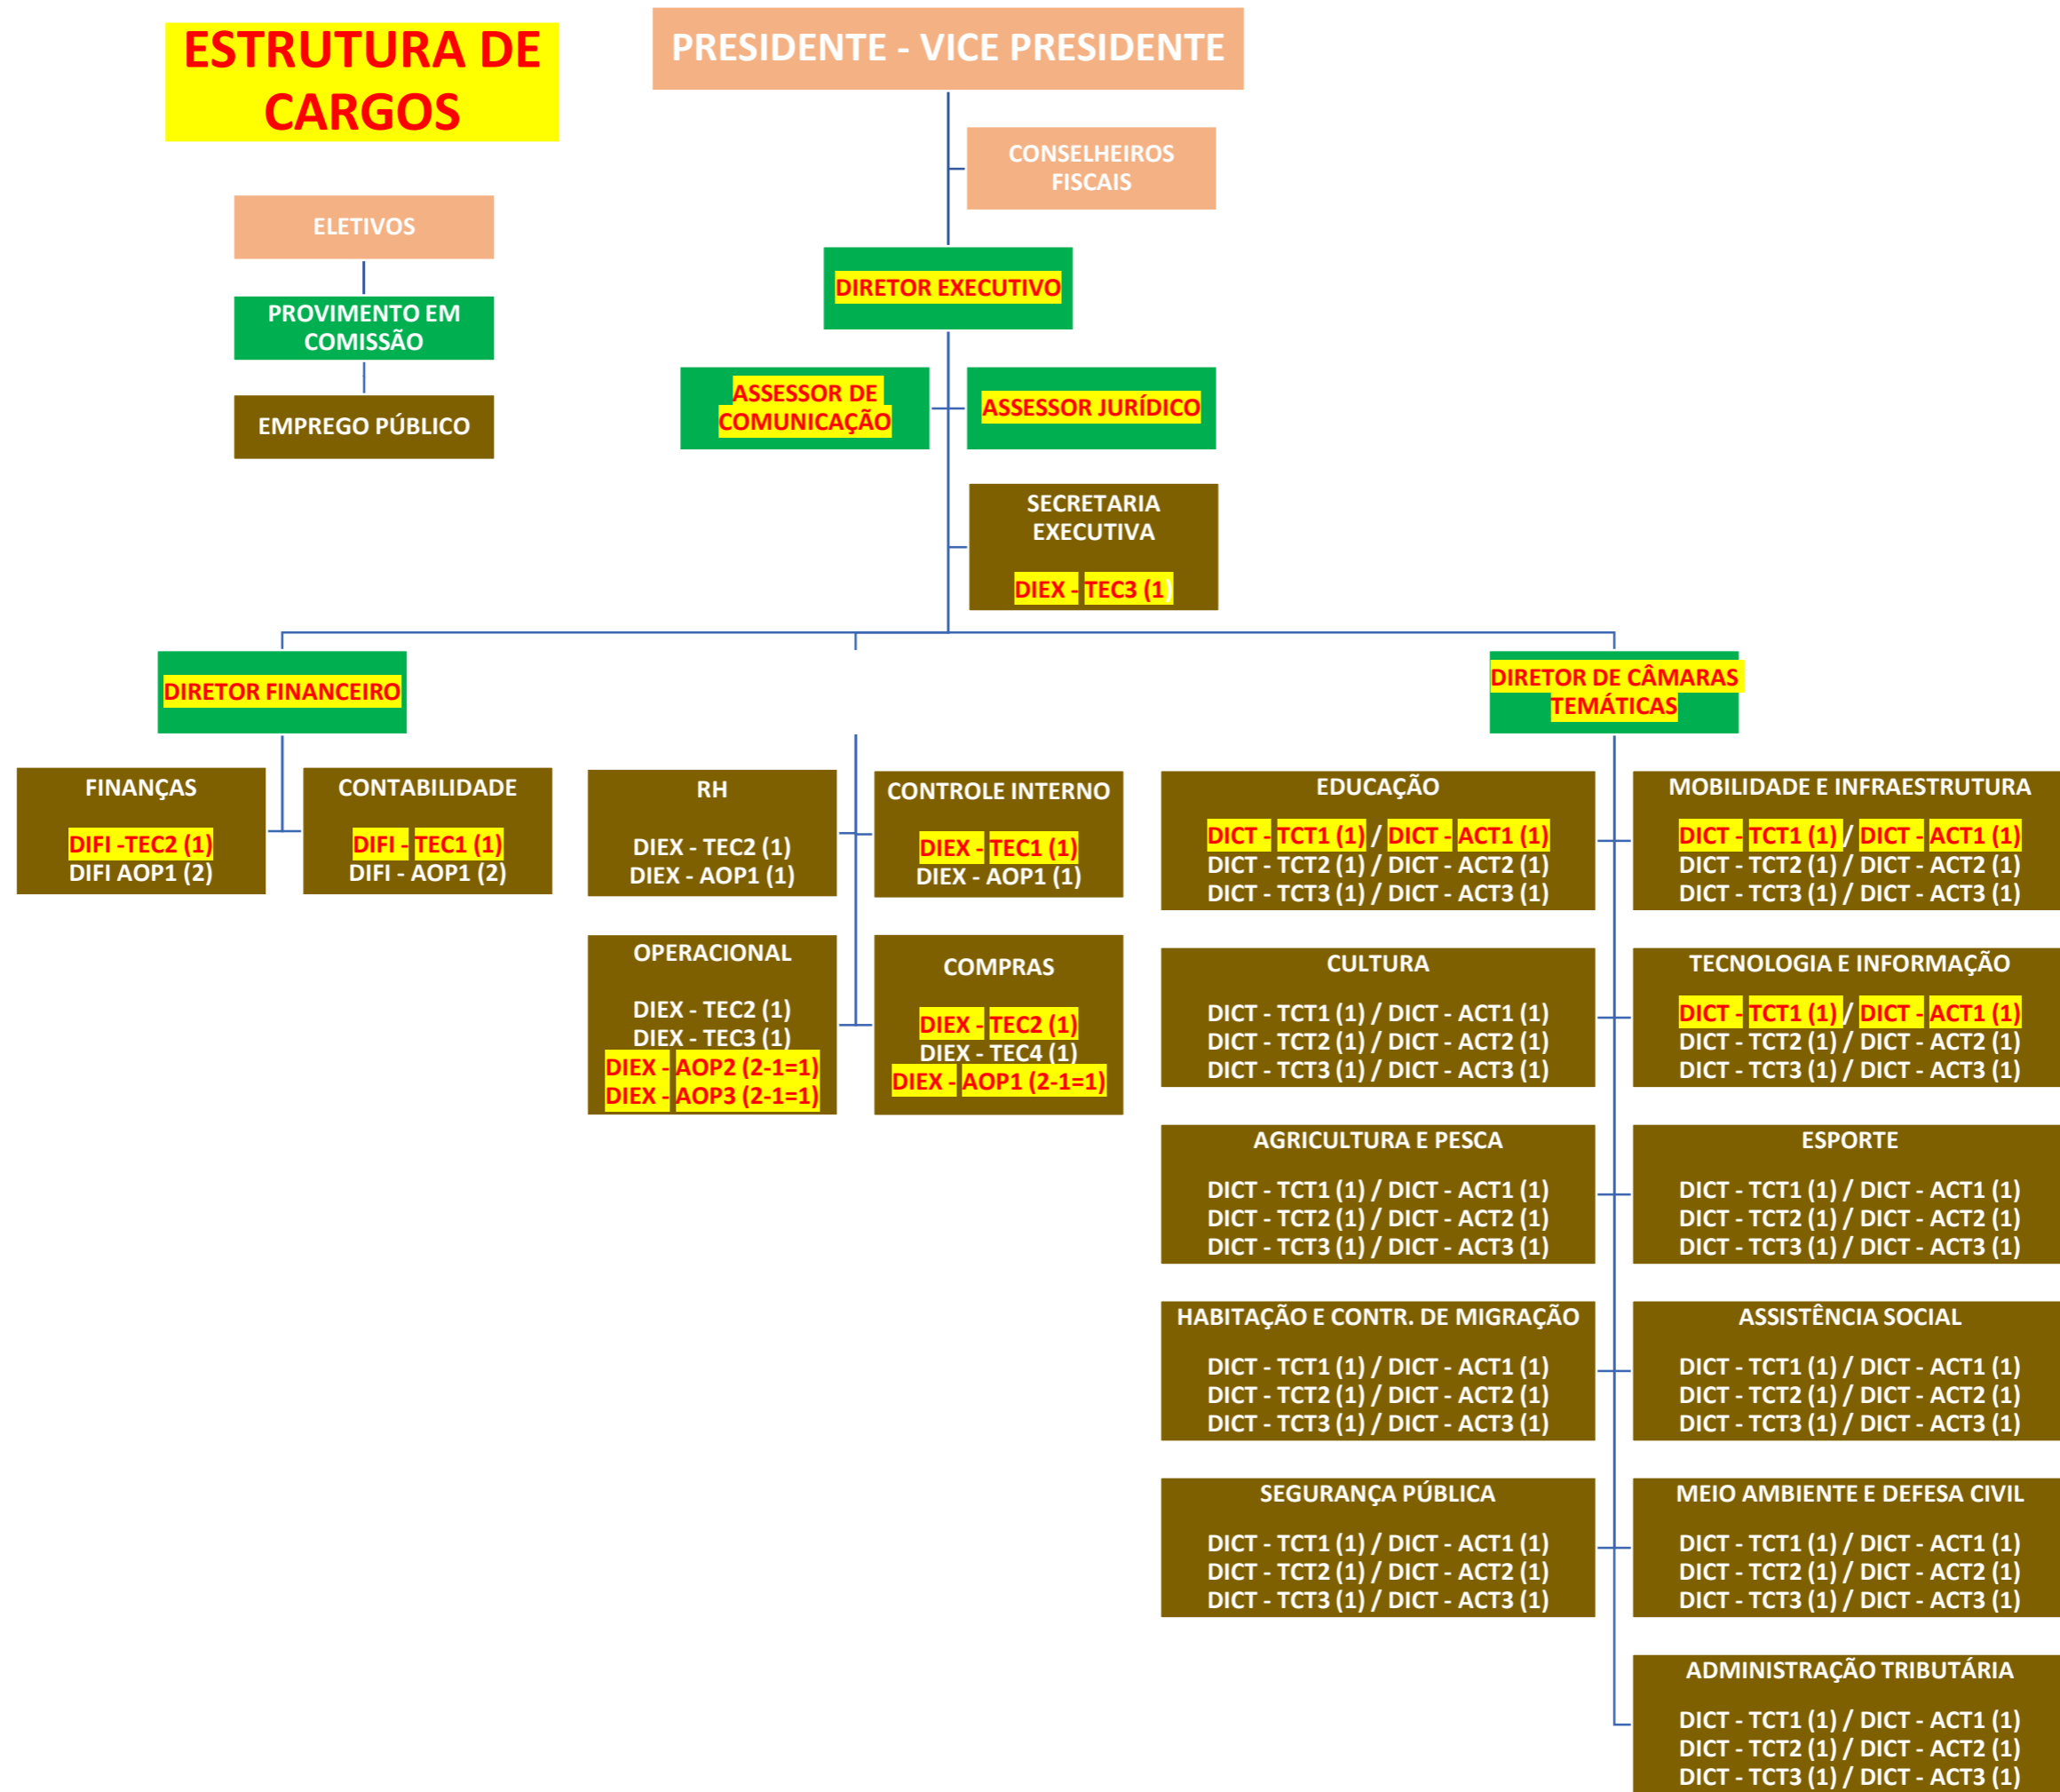 ESTRUTURA DE
CARGOS
ELETIVOS
PROVIMENTO EM
COMISSÃO
EMPREGO PÚBLICO
PRESIDENTE - VICE PRESIDENTE
CONSELHEIROS
FISCAIS
DIRETOR EXECUTIVO
ASSESSOR DE
COMUNICAÇÃO
ASSESSOR JURÍDICO
SECRETARIA
EXECUTIVA
DIEX - TEC3 (1)
DIRETOR FINANCEIRO
FINANÇAS
DIFI -TEC2 (1)
DIFI AOP1 (2)
CONTABILIDADE
DIFI - TEC1 (1)
DIFI - AOP1 (2)
RH
DIEX - TEC2 (1)
DIEX - AOP1 (1)
CONTROLE INTERNO
DIEX - TEC1 (1)
DIEX - AOP1 (1)
OPERACIONAL
DIEX - TEC2 (1)
DIEX - TEC3 (1)
DIEX - AOP2 (2-1=1)
DIEX - AOP3 (2-1=1)
COMPRAS
DIEX - TEC2 (1)
DIEX - TEC4 (1)
DIEX - AOP1 (2-1=1)
DIRETOR DE CÂMARAS
TEMÁTICAS
EDUCAÇÃO
DICT - TCT1 (1) / DICT - ACT1 (1)
DICT - TCT2 (1) / DICT - ACT2 (1)
DICT - TCT3 (1) / DICT - ACT3 (1)
MOBILIDADE E INFRAESTRUTURA
DICT - TCT1 (1) / DICT - ACT1 (1)
DICT - TCT2 (1) / DICT - ACT2 (1)
DICT - TCT3 (1) / DICT - ACT3 (1)
CULTURA
DICT - TCT1 (1) / DICT - ACT1 (1)
DICT - TCT2 (1) / DICT - ACT2 (1)
DICT - TCT3 (1) / DICT - ACT3 (1)
TECNOLOGIA E INFORMAÇÃO
DICT - TCT1 (1) / DICT - ACT1 (1)
DICT - TCT2 (1) / DICT - ACT2 (1)
DICT - TCT3 (1) / DICT - ACT3 (1)
AGRICULTURA E PESCA
DICT - TCT1 (1) / DICT - ACT1 (1)
DICT - TCT2 (1) / DICT - ACT2 (1)
DICT - TCT3 (1) / DICT - ACT3 (1)
ESPORTE
DICT - TCT1 (1) / DICT - ACT1 (1)
DICT - TCT2 (1) / DICT - ACT2 (1)
DICT - TCT3 (1) / DICT - ACT3 (1)
HABITAÇÃO E CONTR. DE MIGRAÇÃO
DICT - TCT1 (1) / DICT - ACT1 (1)
DICT - TCT2 (1) / DICT - ACT2 (1)
DICT - TCT3 (1) / DICT - ACT3 (1)
ASSISTÊNCIA SOCIAL
DICT - TCT1 (1) / DICT - ACT1 (1)
DICT - TCT2 (1) / DICT - ACT2 (1)
DICT - TCT3 (1) / DICT - ACT3 (1)
SEGURANÇA PÚBLICA
DICT - TCT1 (1) / DICT - ACT1 (1)
DICT - TCT2 (1) / DICT - ACT2 (1)
DICT - TCT3 (1) / DICT - ACT3 (1)
MEIO AMBIENTE E DEFESA CIVIL
DICT - TCT1 (1) / DICT - ACT1 (1)
DICT - TCT2 (1) / DICT - ACT2 (1)
DICT - TCT3 (1) / DICT - ACT3 (1)
ADMINISTRAÇÃO TRIBUTÁRIA
DICT - TCT1 (1) / DICT - ACT1 (1)
DICT - TCT2 (1) / DICT - ACT2 (1)
DICT - TCT3 (1) / DICT - ACT3 (1)